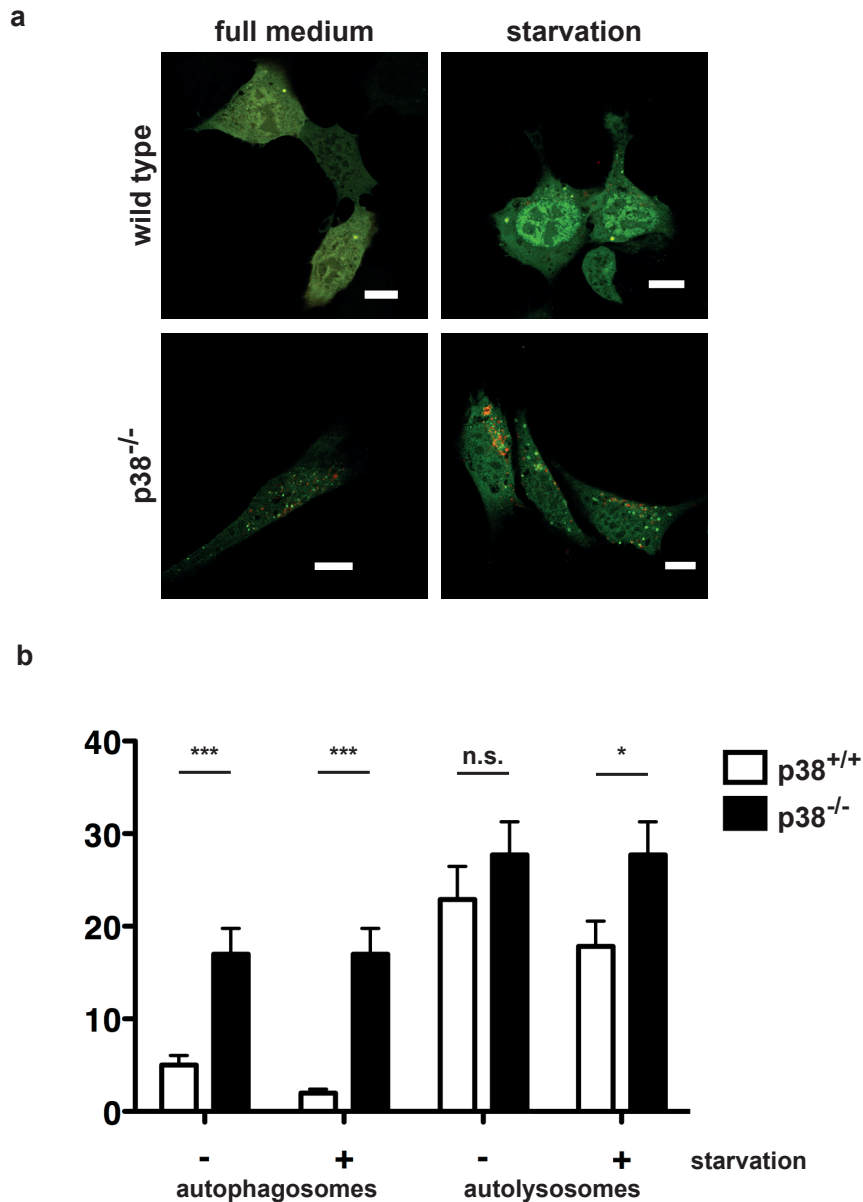 a
full medium starvation
wild type
p38-/-
b
40
30
20
10
0
*** *** n.s. *
p38+/+
p38-/-
- + - + starvation
autophagosomes autolysosomes